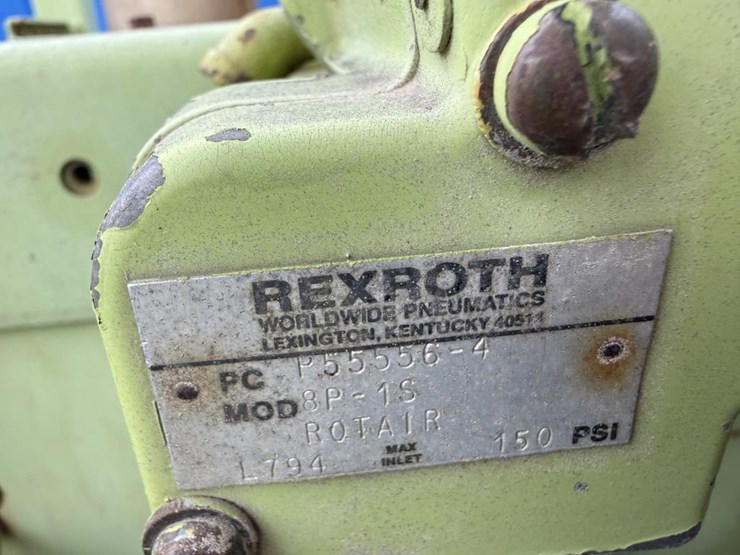 REXROTH
WORLDWIDE PNEUMATICS
LEXINGTON, KENTUCKY 40511
PC P55556-4
MOD 8P-1S
ROTAIR
L794 MAX INLET 150 PSI